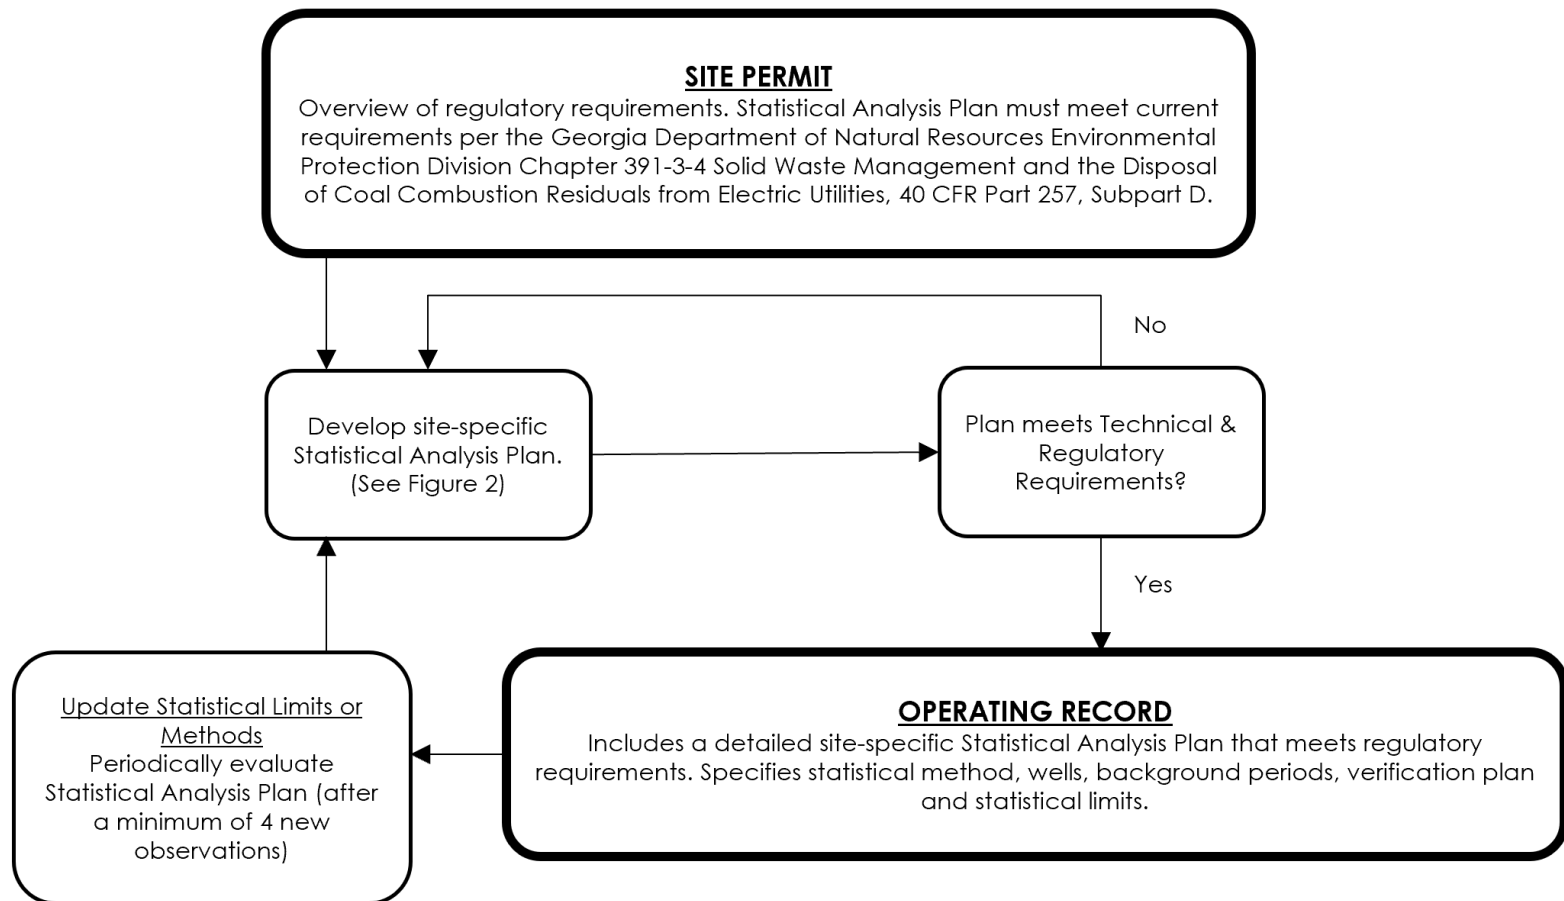 SITE PERMIT
Overview of regulatory requirements. Statistical Analysis Plan must meet current
requirements per the Georgia Department of Natural Resources Environmental
Protection Division Chapter 391-3-4 Solid Waste Management and the Disposal
of Coal Combustion Residuals from Electric Utilities, 40 CFR Part 257, Subpart D.
No
Develop site-specific
Statistical Analysis Plan.
(See Figure 2)
Plan meets Technical &
Regulatory
Requirements?
Yes
Update Statistical Limits or
Methods
Periodically evaluate
Statistical Analysis Plan (after
a minimum of 4 new
observations)
OPERATING RECORD
Includes a detailed site-specific Statistical Analysis Plan that meets regulatory
requirements. Specifies statistical method, wells, background periods, verification plan
and statistical limits.